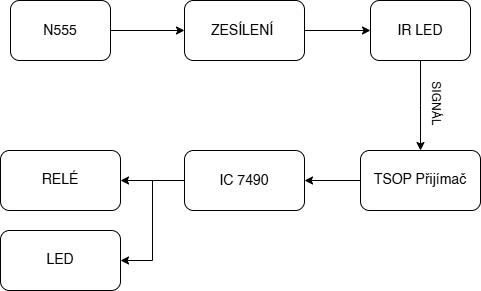 N555
ZESÍLENÍ
IR LED
SIGNÁL
RELÉ
IC 7490
TSOP Přijímač
LED